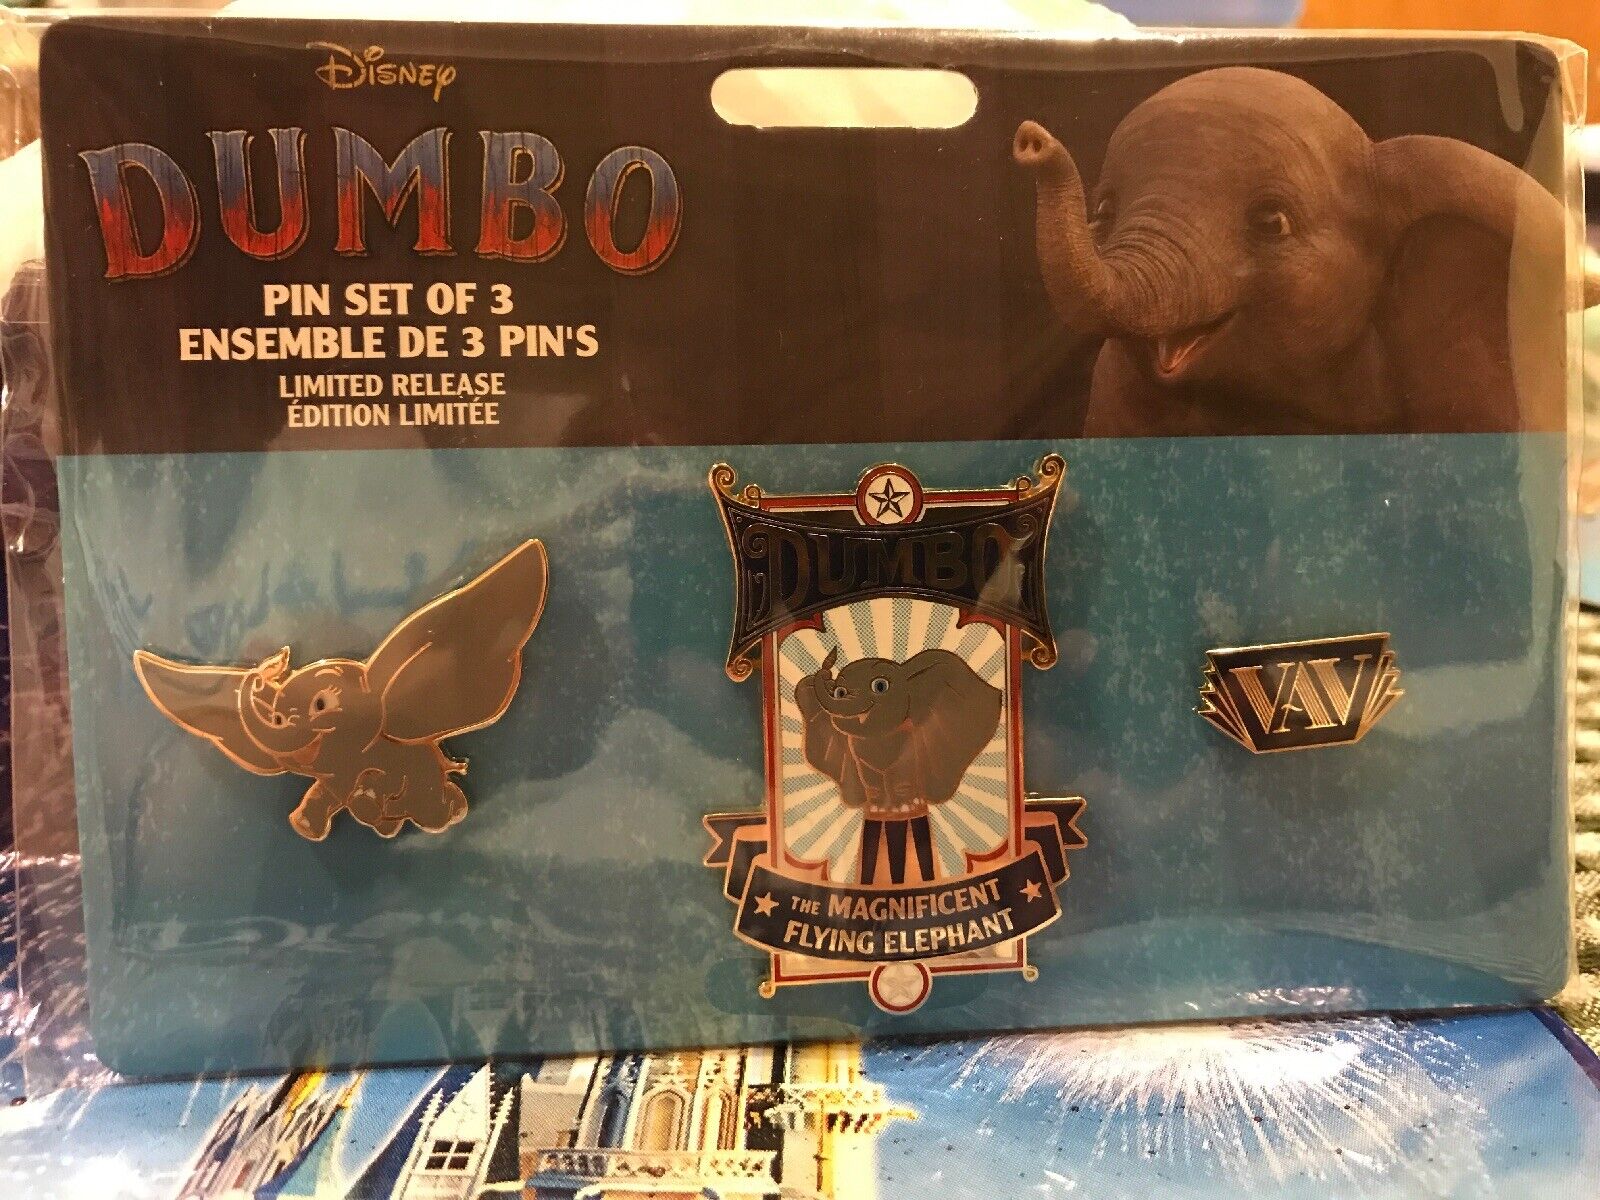 Disney
DUMBO
PIN SET OF 3
ENSEMBLE DE 3 PIN'S
LIMITED RELEASE
ÉDITION LIMITÉE
DUMBO
THE MAGNIFICENT
FLYING ELEPHANT
VAV